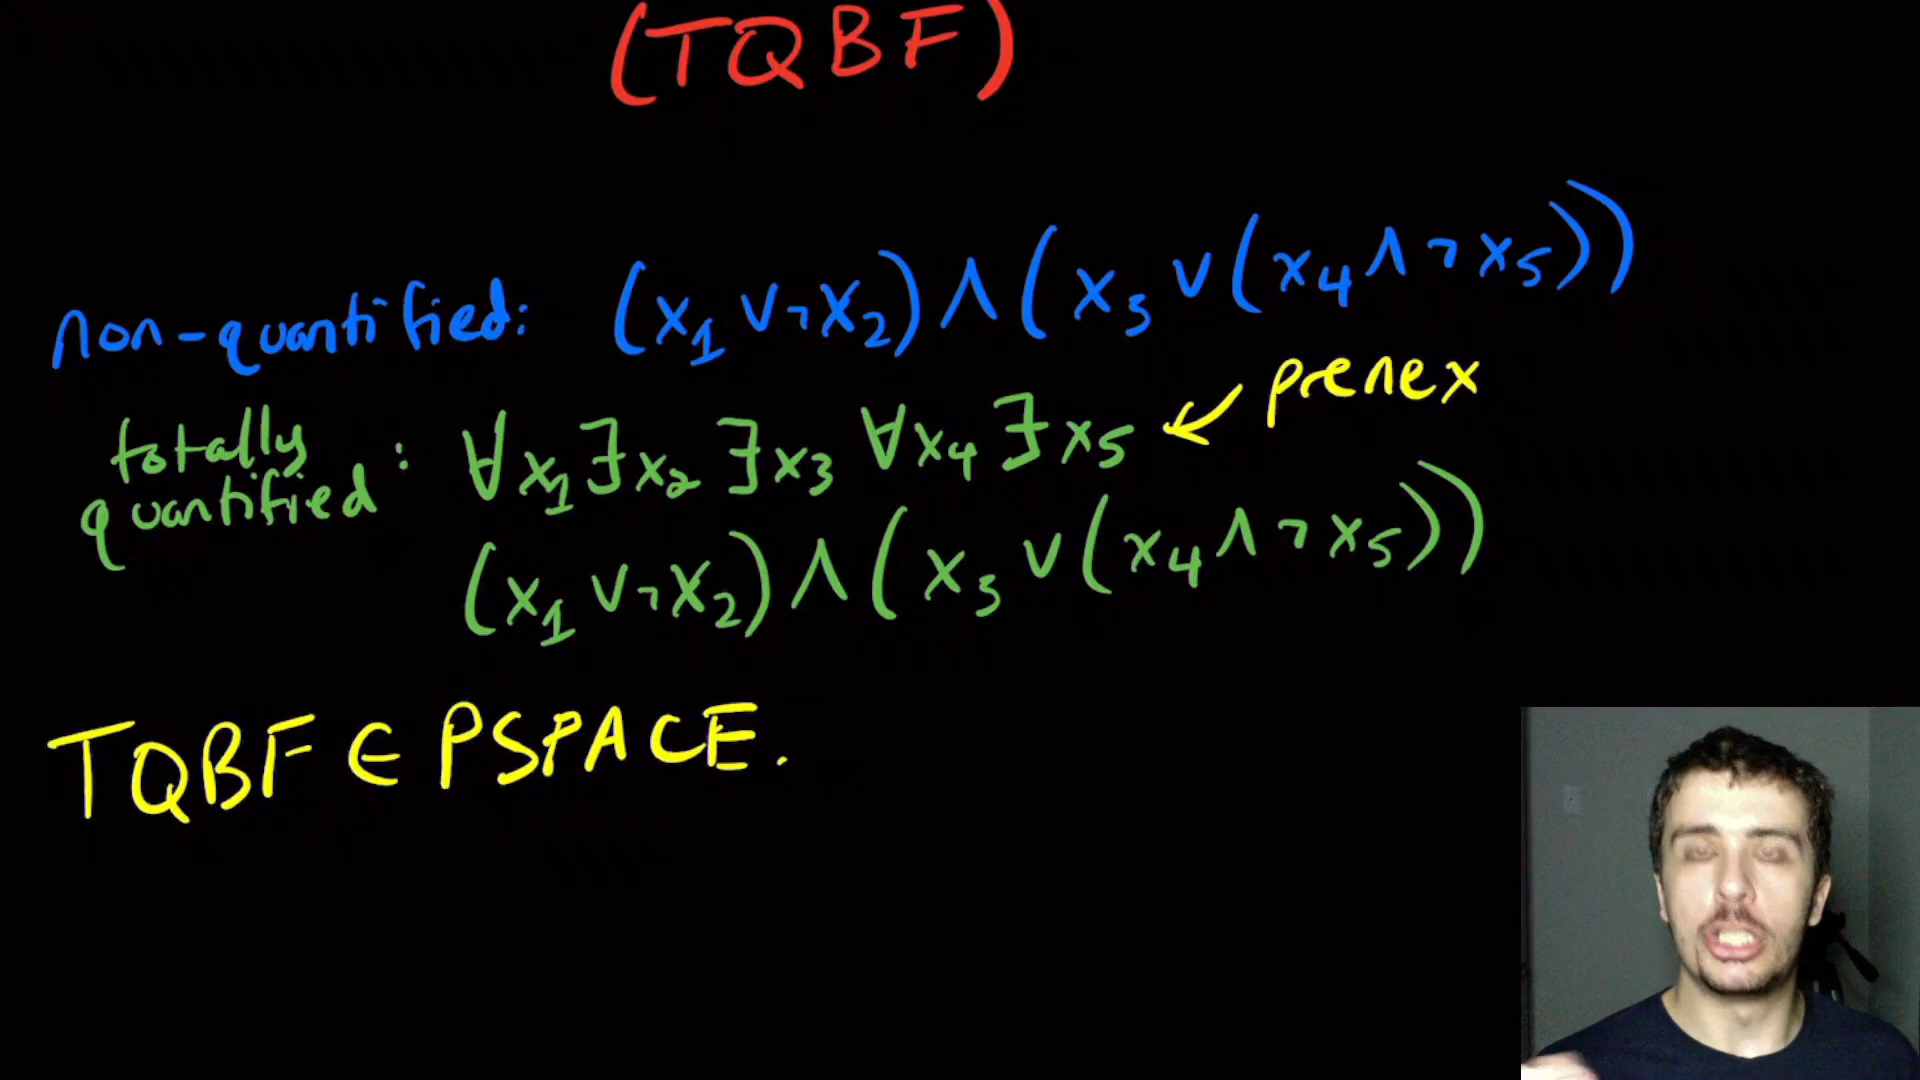 (TQBF)
non-quantified: (x₁ ∨ ¬x₂) ∧ (x₃ ∨ (x₄ ∧ ¬x₅))
prenex
totally quantified: ∀x₁ ∃x₂ ∃x₃ ∀x₄ ∃x₅
(x₁ ∨ ¬x₂) ∧ (x₃ ∨ (x₄ ∧ ¬x₅))
TQBF ∈ PSPACE.